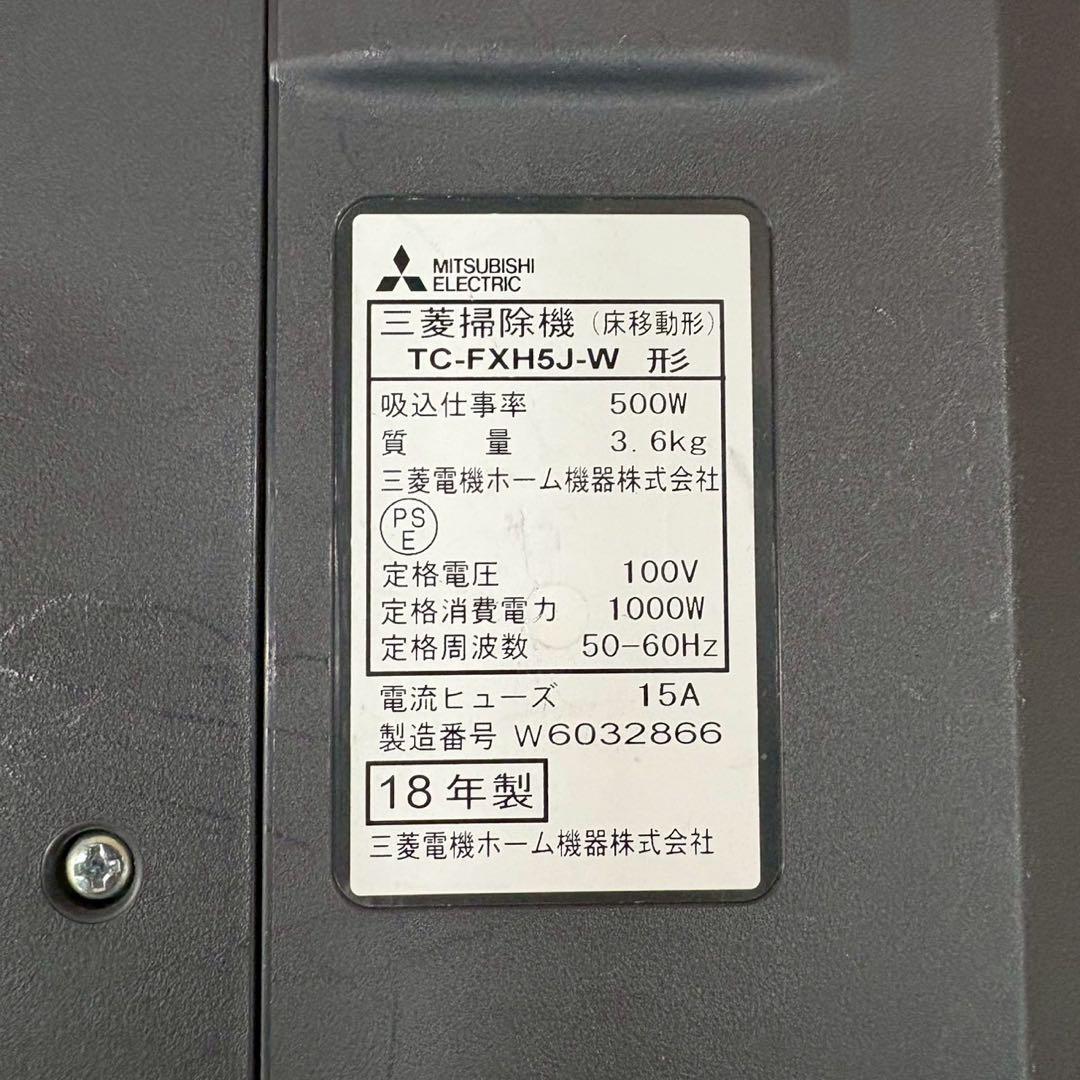 MITSUBISHI
ELECTRIC
三菱掃除機（床移動形）
TC-FXH5J-W 形
吸込仕事率 500W
質量 3.6kg
三菱電機ホーム機器株式会社
PS
E
定格電圧 100V
定格消費電力 1000W
定格周波数 50-60Hz
電流ヒューズ 15A
製造番号 W6032866
18年製
三菱電機ホーム機器株式会社